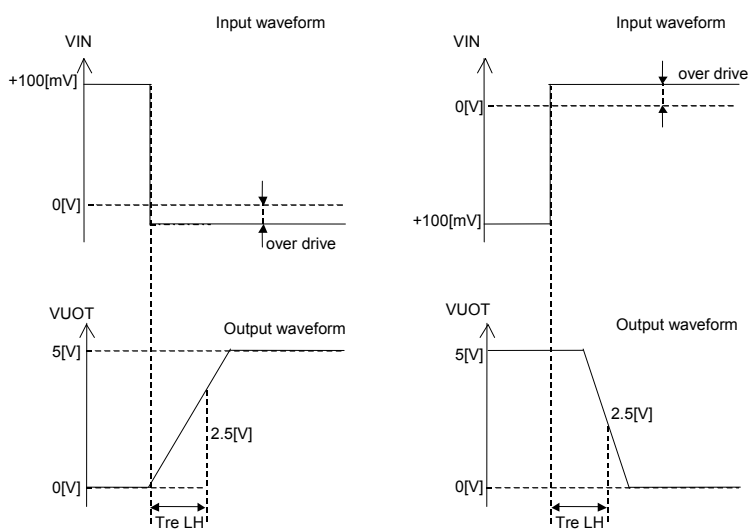 Input waveform
VIN
+100[mV]
0[V]
over drive
VUOT
Output waveform
5[V]
2.5[V]
0[V]
Tre LH
Input waveform
VIN
over drive
0[V]
+100[mV]
VUOT
Output waveform
5[V]
2.5[V]
0[V]
Tre LH